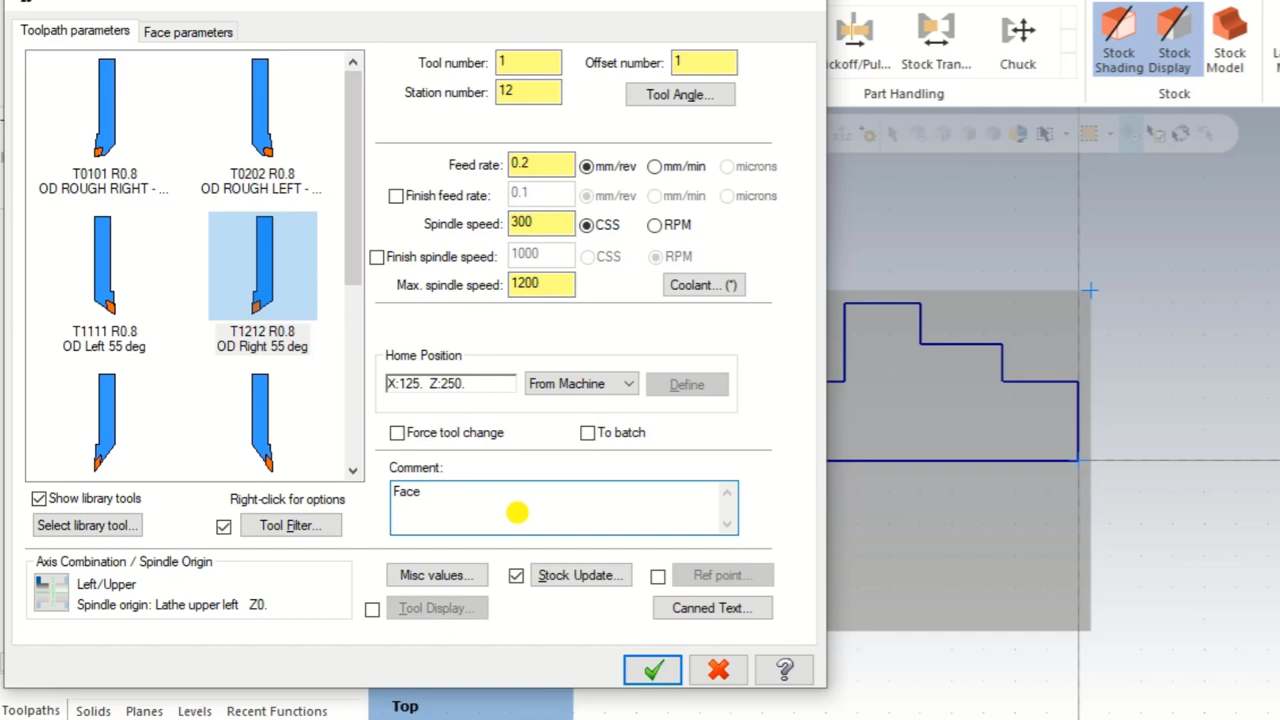 Toolpath parameters
Face parameters
T0101 R0.8
OD ROUGH RIGHT - ...
T0202 R0.8
OD ROUGH LEFT - ...
T1111 R0.8
OD Left 55 deg
T1212 R0.8
OD Right 55 deg
Show library tools
Right-click for options
Select library tool...
Tool Filter...
Axis Combination / Spindle Origin
Left/Upper
Spindle origin: Lathe upper left Z0.
Tool number: 1
Offset number: 1
Station number: 12
Tool Angle...
Feed rate: 0.2 mm/rev mm/min microns
Finish feed rate: 0.1 mm/rev mm/min microns
Spindle speed: 300 CSS RPM
Finish spindle speed: 1000 CSS RPM
Max. spindle speed: 1200
Coolant... (*)
Home Position
X:125. Z:250.
From Machine
Define
Force tool change
To batch
Comment:
Face
Misc values...
Stock Update...
Ref point...
Tool Display...
Canned Text...
Toolpaths
Solids
Planes
Levels
Recent Functions
Top
Stock Tran...
Chuck
Part Handling
Stock Shading
Stock Display
Stock Model
Stock